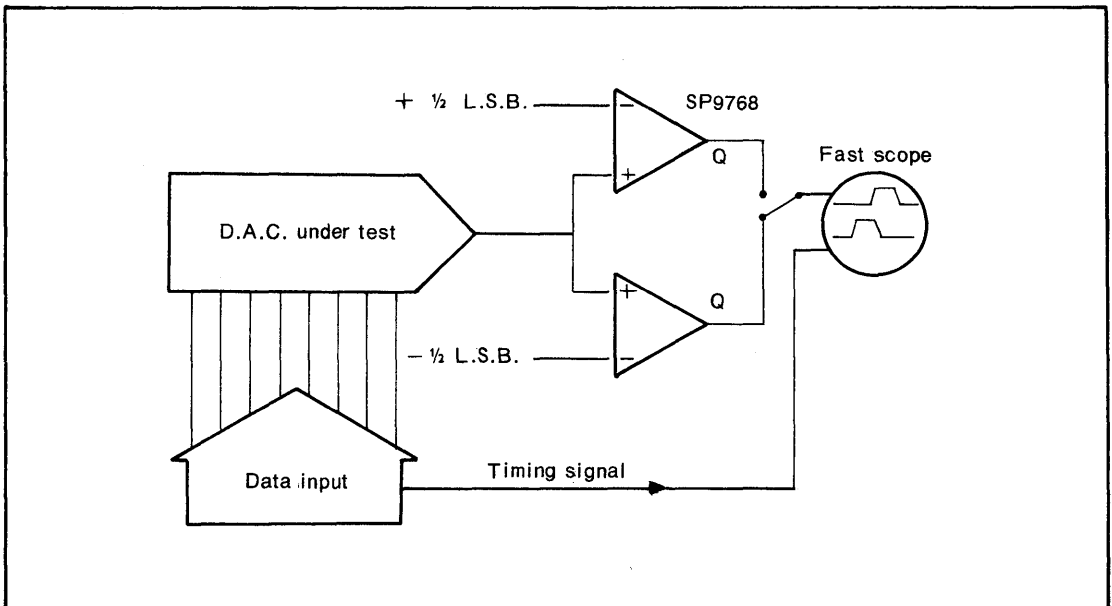 + ½ L.S.B.
SP9768
−
+
Q
Fast scope
D.A.C. under test
+
−
Q
− ½ L.S.B.
Data input
Timing signal